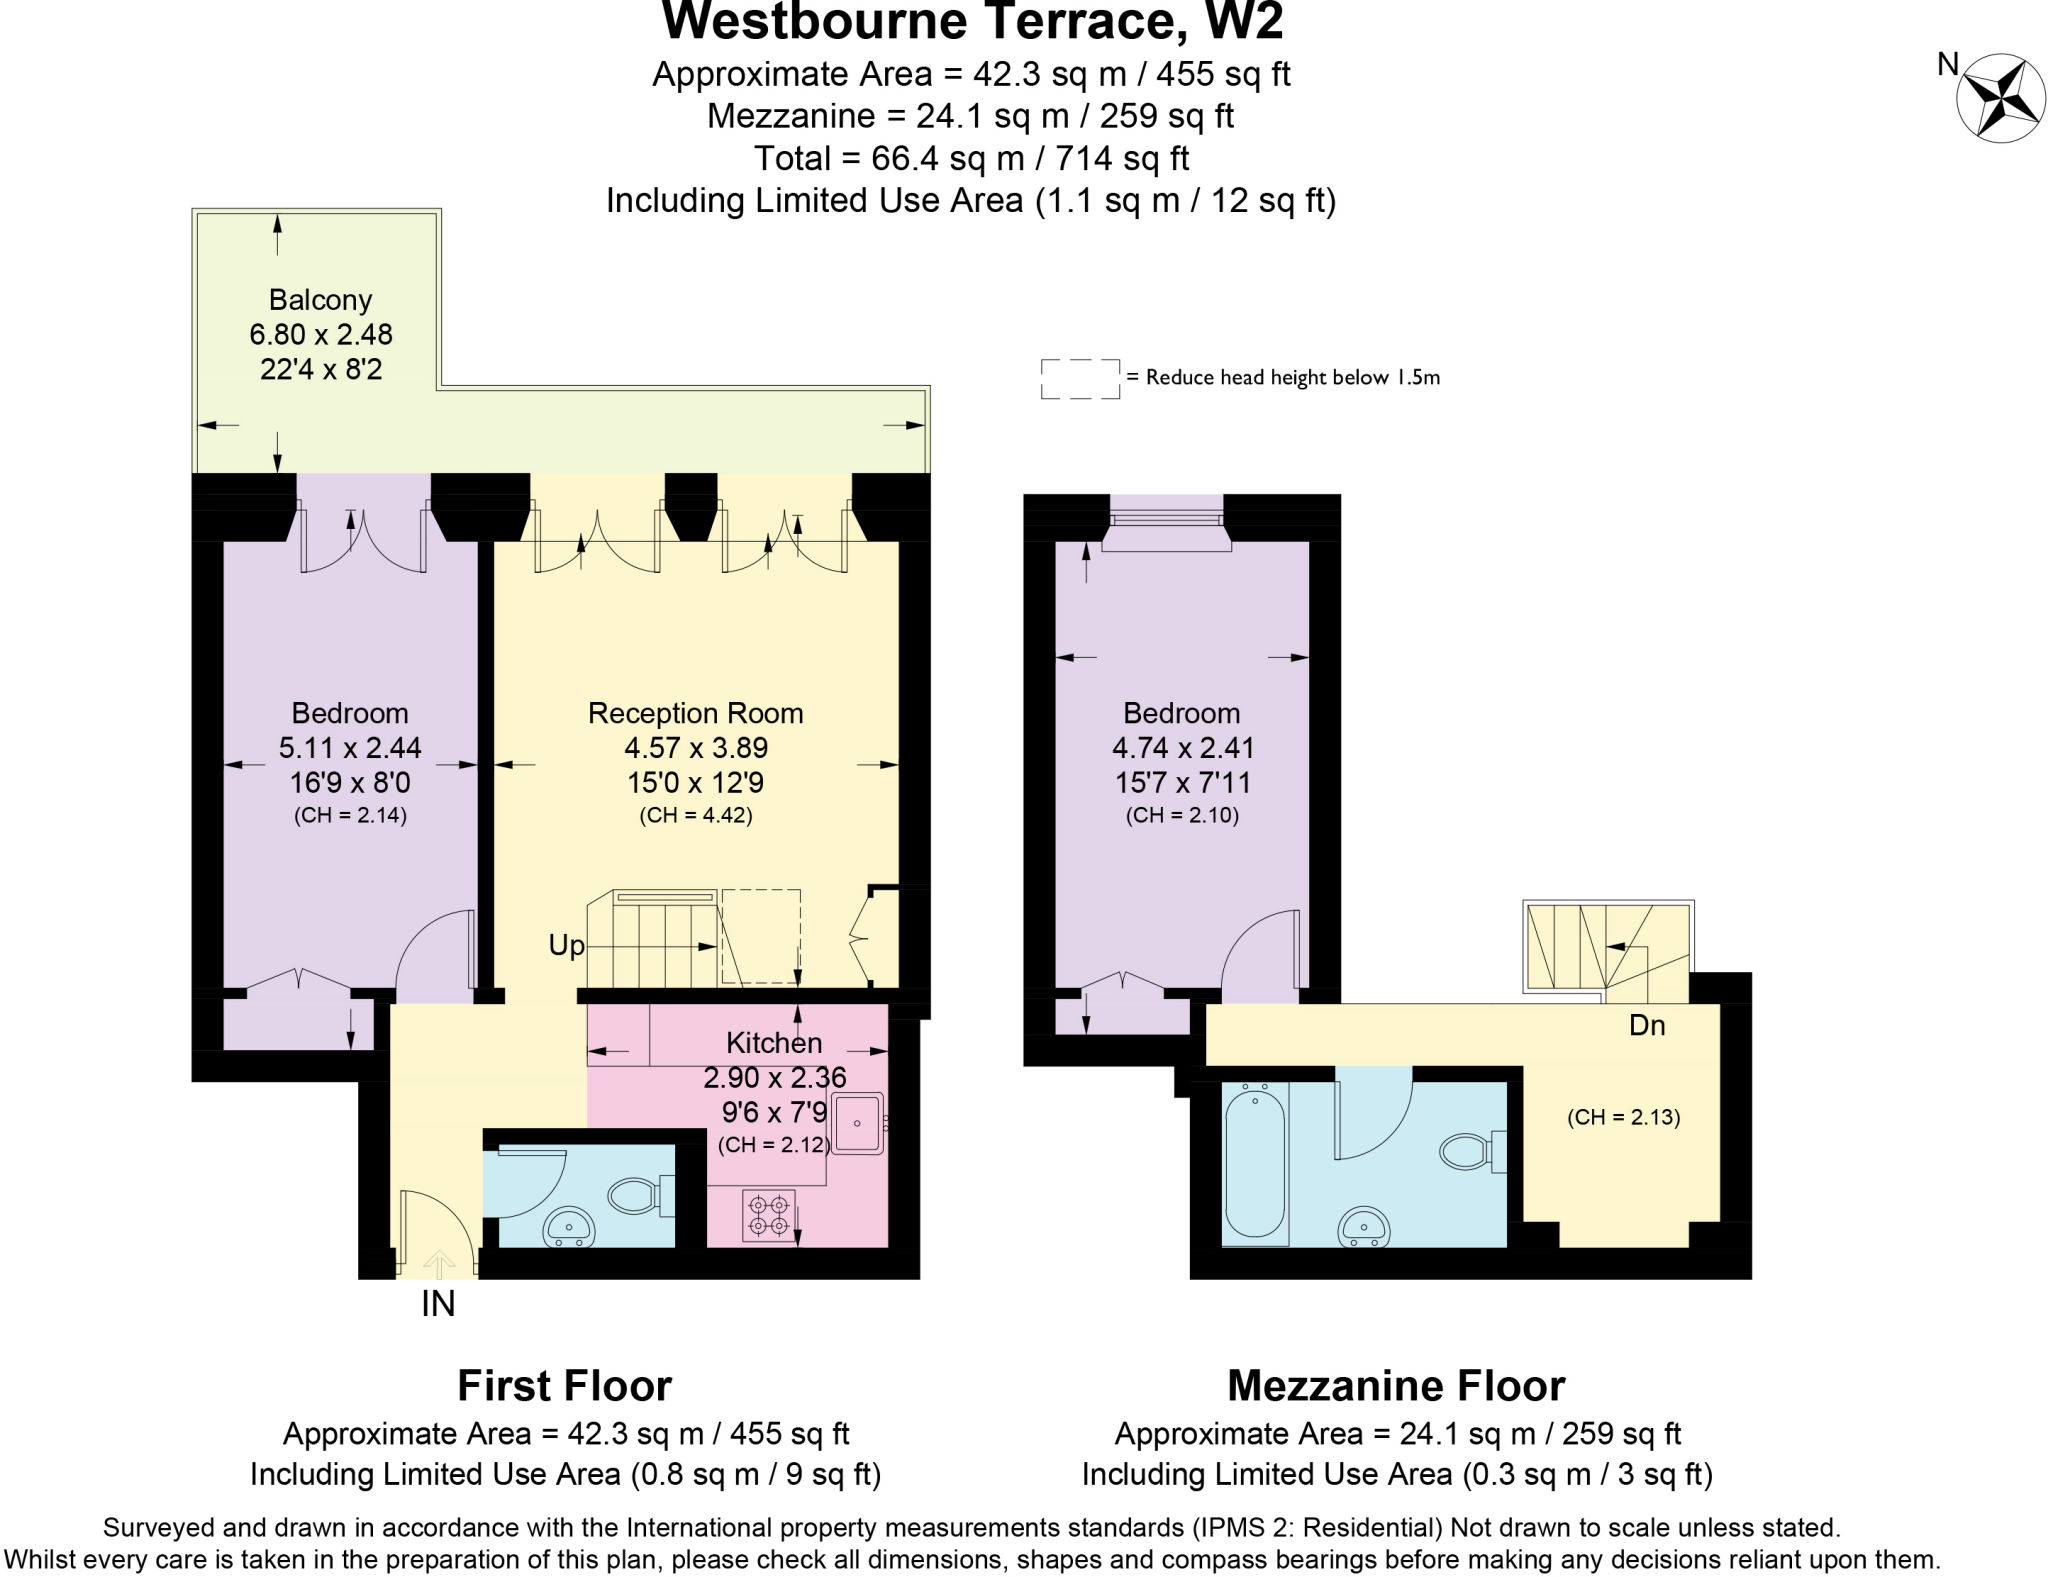 Westbourne Terrace, W2
Approximate Area = 42.3 sq m / 455 sq ft
Mezzanine = 24.1 sq m / 259 sq ft
Total = 66.4 sq m / 714 sq ft
Including Limited Use Area (1.1 sq m / 12 sq ft)
N
Balcony
6.80 x 2.48
22'4 x 8'2
= Reduce head height below 1.5m
Bedroom
5.11 x 2.44
16'9 x 8'0
(CH = 2.14)
Reception Room
4.57 x 3.89
15'0 x 12'9
(CH = 4.42)
Up
Kitchen
2.90 x 2.36
9'6 x 7'9
(CH = 2.12)
IN
Bedroom
4.74 x 2.41
15'7 x 7'11
(CH = 2.10)
Dn
(CH = 2.13)
First Floor
Approximate Area = 42.3 sq m / 455 sq ft
Including Limited Use Area (0.8 sq m / 9 sq ft)
Mezzanine Floor
Approximate Area = 24.1 sq m / 259 sq ft
Including Limited Use Area (0.3 sq m / 3 sq ft)
Surveyed and drawn in accordance with the International property measurements standards (IPMS 2: Residential) Not drawn to scale unless stated.
Whilst every care is taken in the preparation of this plan, please check all dimensions, shapes and compass bearings before making any decisions reliant upon them.